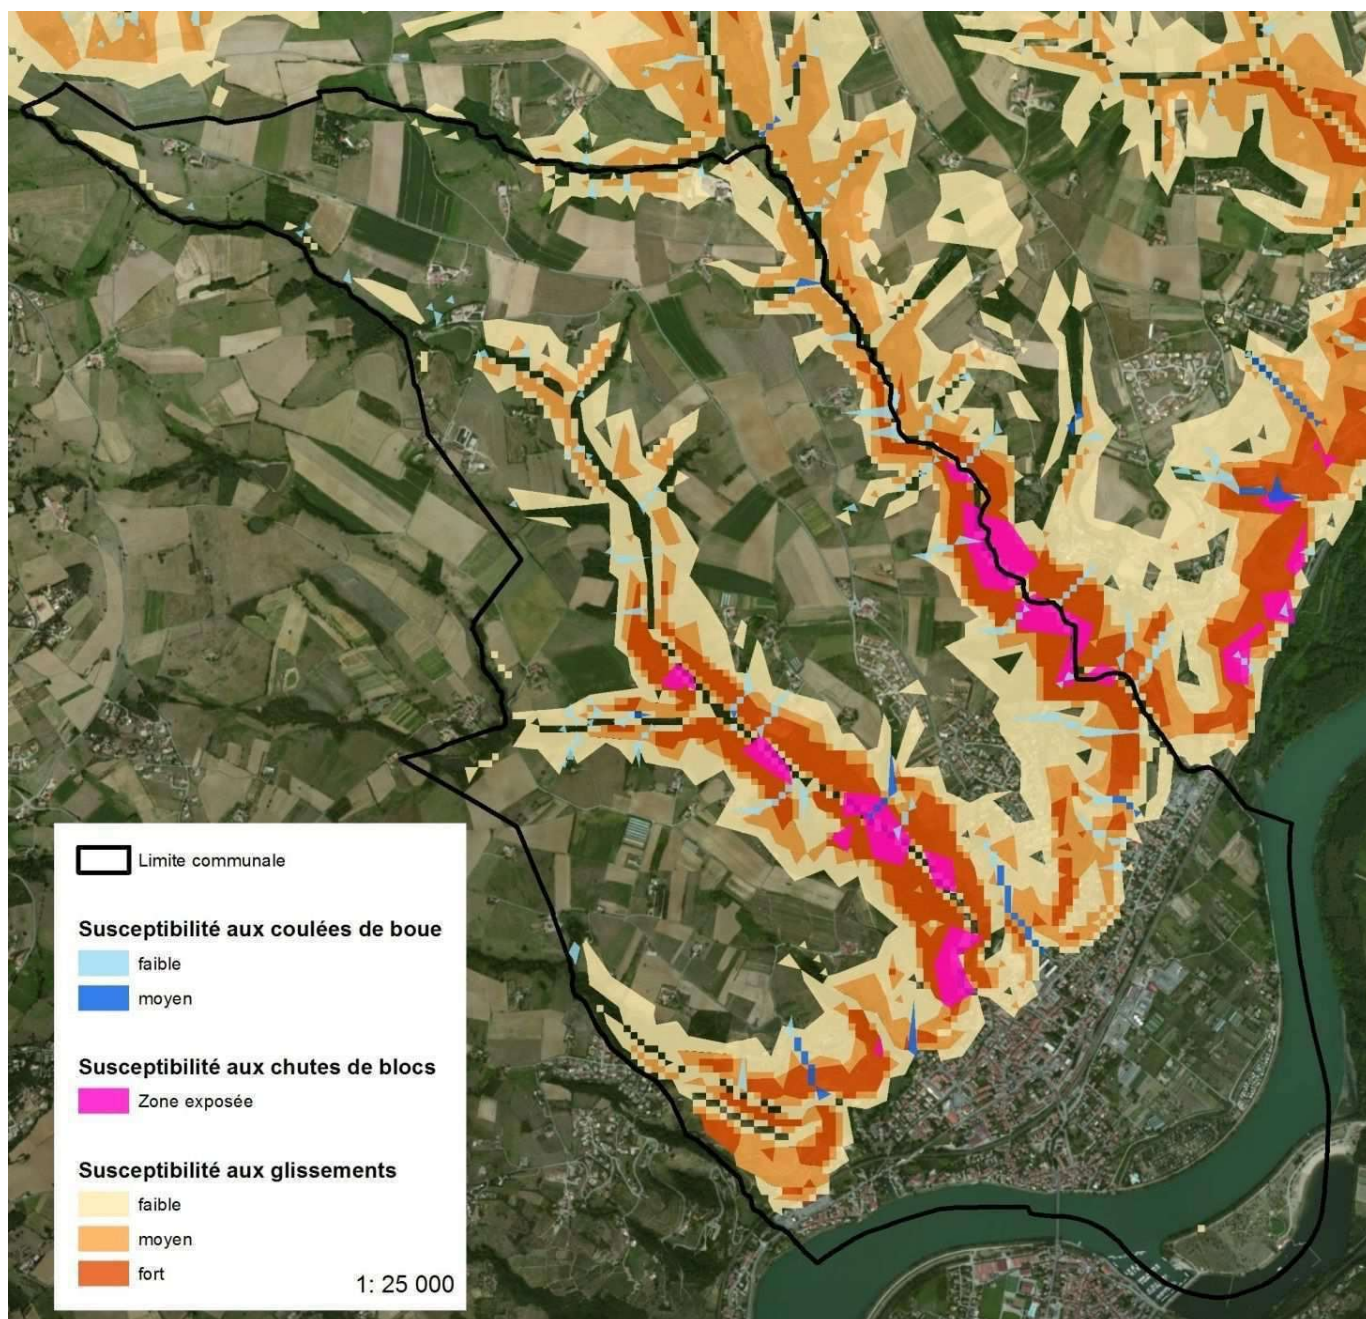 Limite communale
Susceptibilité aux coulées de boue
faible
moyen
Susceptibilité aux chutes de blocs
Zone exposée
Susceptibilité aux glissements
faible
moyen
fort
1: 25 000